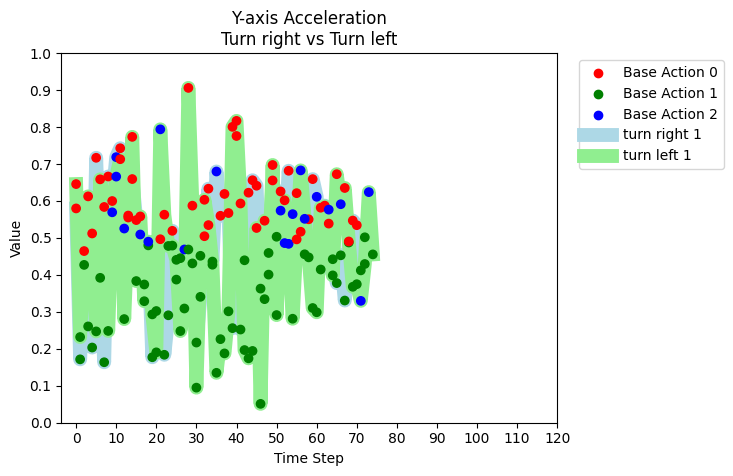 Y-axis Acceleration
Turn right vs Turn left
1.0
0.9
0.8
0.7
0.6
0.5
0.4
0.3
0.2
0.1
0.0
Value
0 10 20 30 40 50 60 70 80 90 100 110 120
Time Step
Base Action 0
Base Action 1
Base Action 2
turn right 1
turn left 1